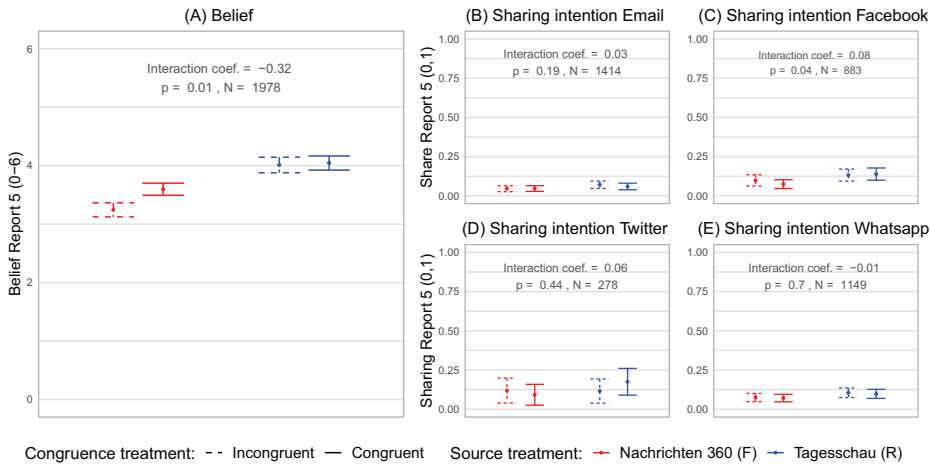 (A) Belief
Belief Report 5 (0−6)
6
4
2
0
Interaction coef. = −0.32
p = 0.01 , N = 1978
(B) Sharing intention Email
Share Report 5 (0,1)
1.00
0.75
0.50
0.25
0.00
Interaction coef. = 0.03
p = 0.19 , N = 1414
(C) Sharing intention Facebook
1.00
0.75
0.50
0.25
0.00
Interaction coef. = 0.08
p = 0.04 , N = 883
(D) Sharing intention Twitter
Sharing Report 5 (0,1)
1.00
0.75
0.50
0.25
0.00
Interaction coef. = 0.06
p = 0.44 , N = 278
(E) Sharing intention Whatsapp
1.00
0.75
0.50
0.25
0.00
Interaction coef. = −0.01
p = 0.7 , N = 1149
Congruence treatment: Incongruent Congruent Source treatment: Nachrichten 360 (F) Tagesschau (R)